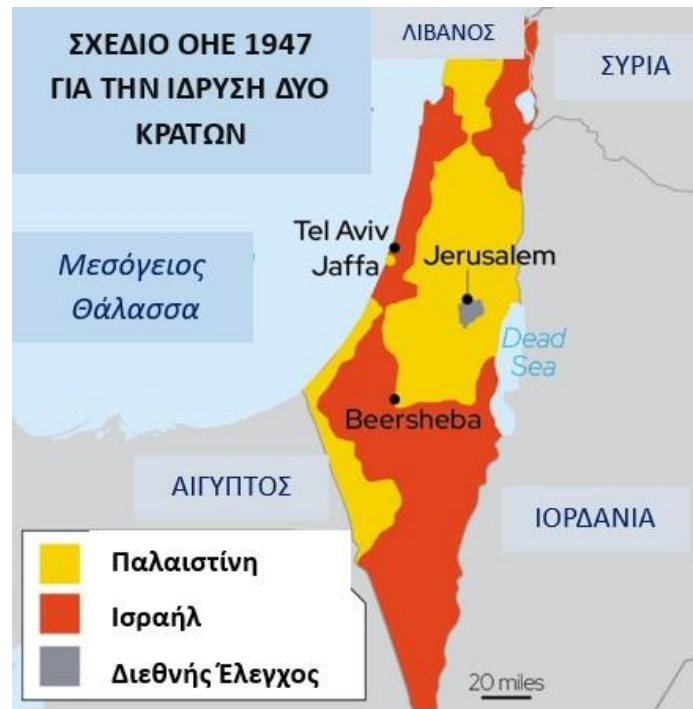 ΣΧΕΔΙΟ ΟΗΕ 1947
ΓΙΑ ΤΗΝ ΙΔΡΥΣΗ ΔΥΟ
ΚΡΑΤΩΝ
ΛΙΒΑΝΟΣ
ΣΥΡΙΑ
Tel Aviv
Jaffa
Jerusalem
Μεσόγειος
Θάλασσα
Dead
Sea
Beersheba
ΑΙΓΥΠΤΟΣ
ΙΟΡΔΑΝΙΑ
Παλαιστίνη
Ισραήλ
Διεθνής Έλεγχος
20 miles